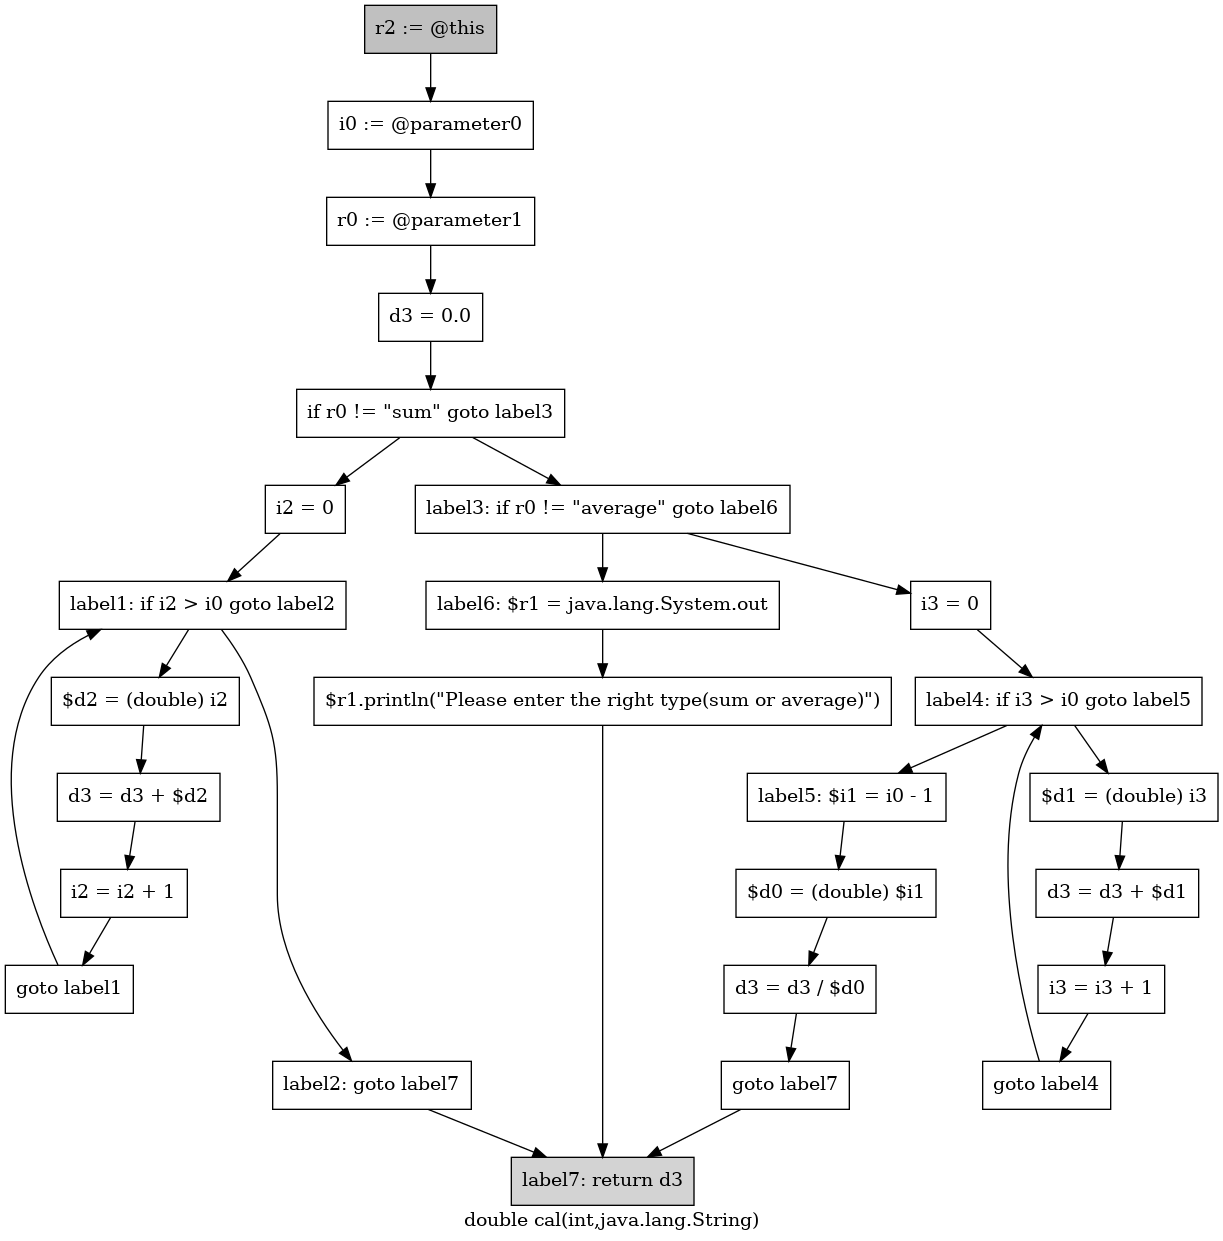 r2 := @this
i0 := @parameter0
r0 := @parameter1
d3 = 0.0
if r0 != "sum" goto label3
i2 = 0
label3: if r0 != "average" goto label6
label1: if i2 > i0 goto label2
label6: $r1 = java.lang.System.out
i3 = 0
$d2 = (double) i2
$r1.println("Please enter the right type(sum or average)")
label4: if i3 > i0 goto label5
d3 = d3 + $d2
label5: $i1 = i0 - 1
$d1 = (double) i3
i2 = i2 + 1
$d0 = (double) $i1
d3 = d3 + $d1
goto label1
d3 = d3 / $d0
i3 = i3 + 1
label2: goto label7
goto label7
goto label4
label7: return d3
double cal(int,java.lang.String)